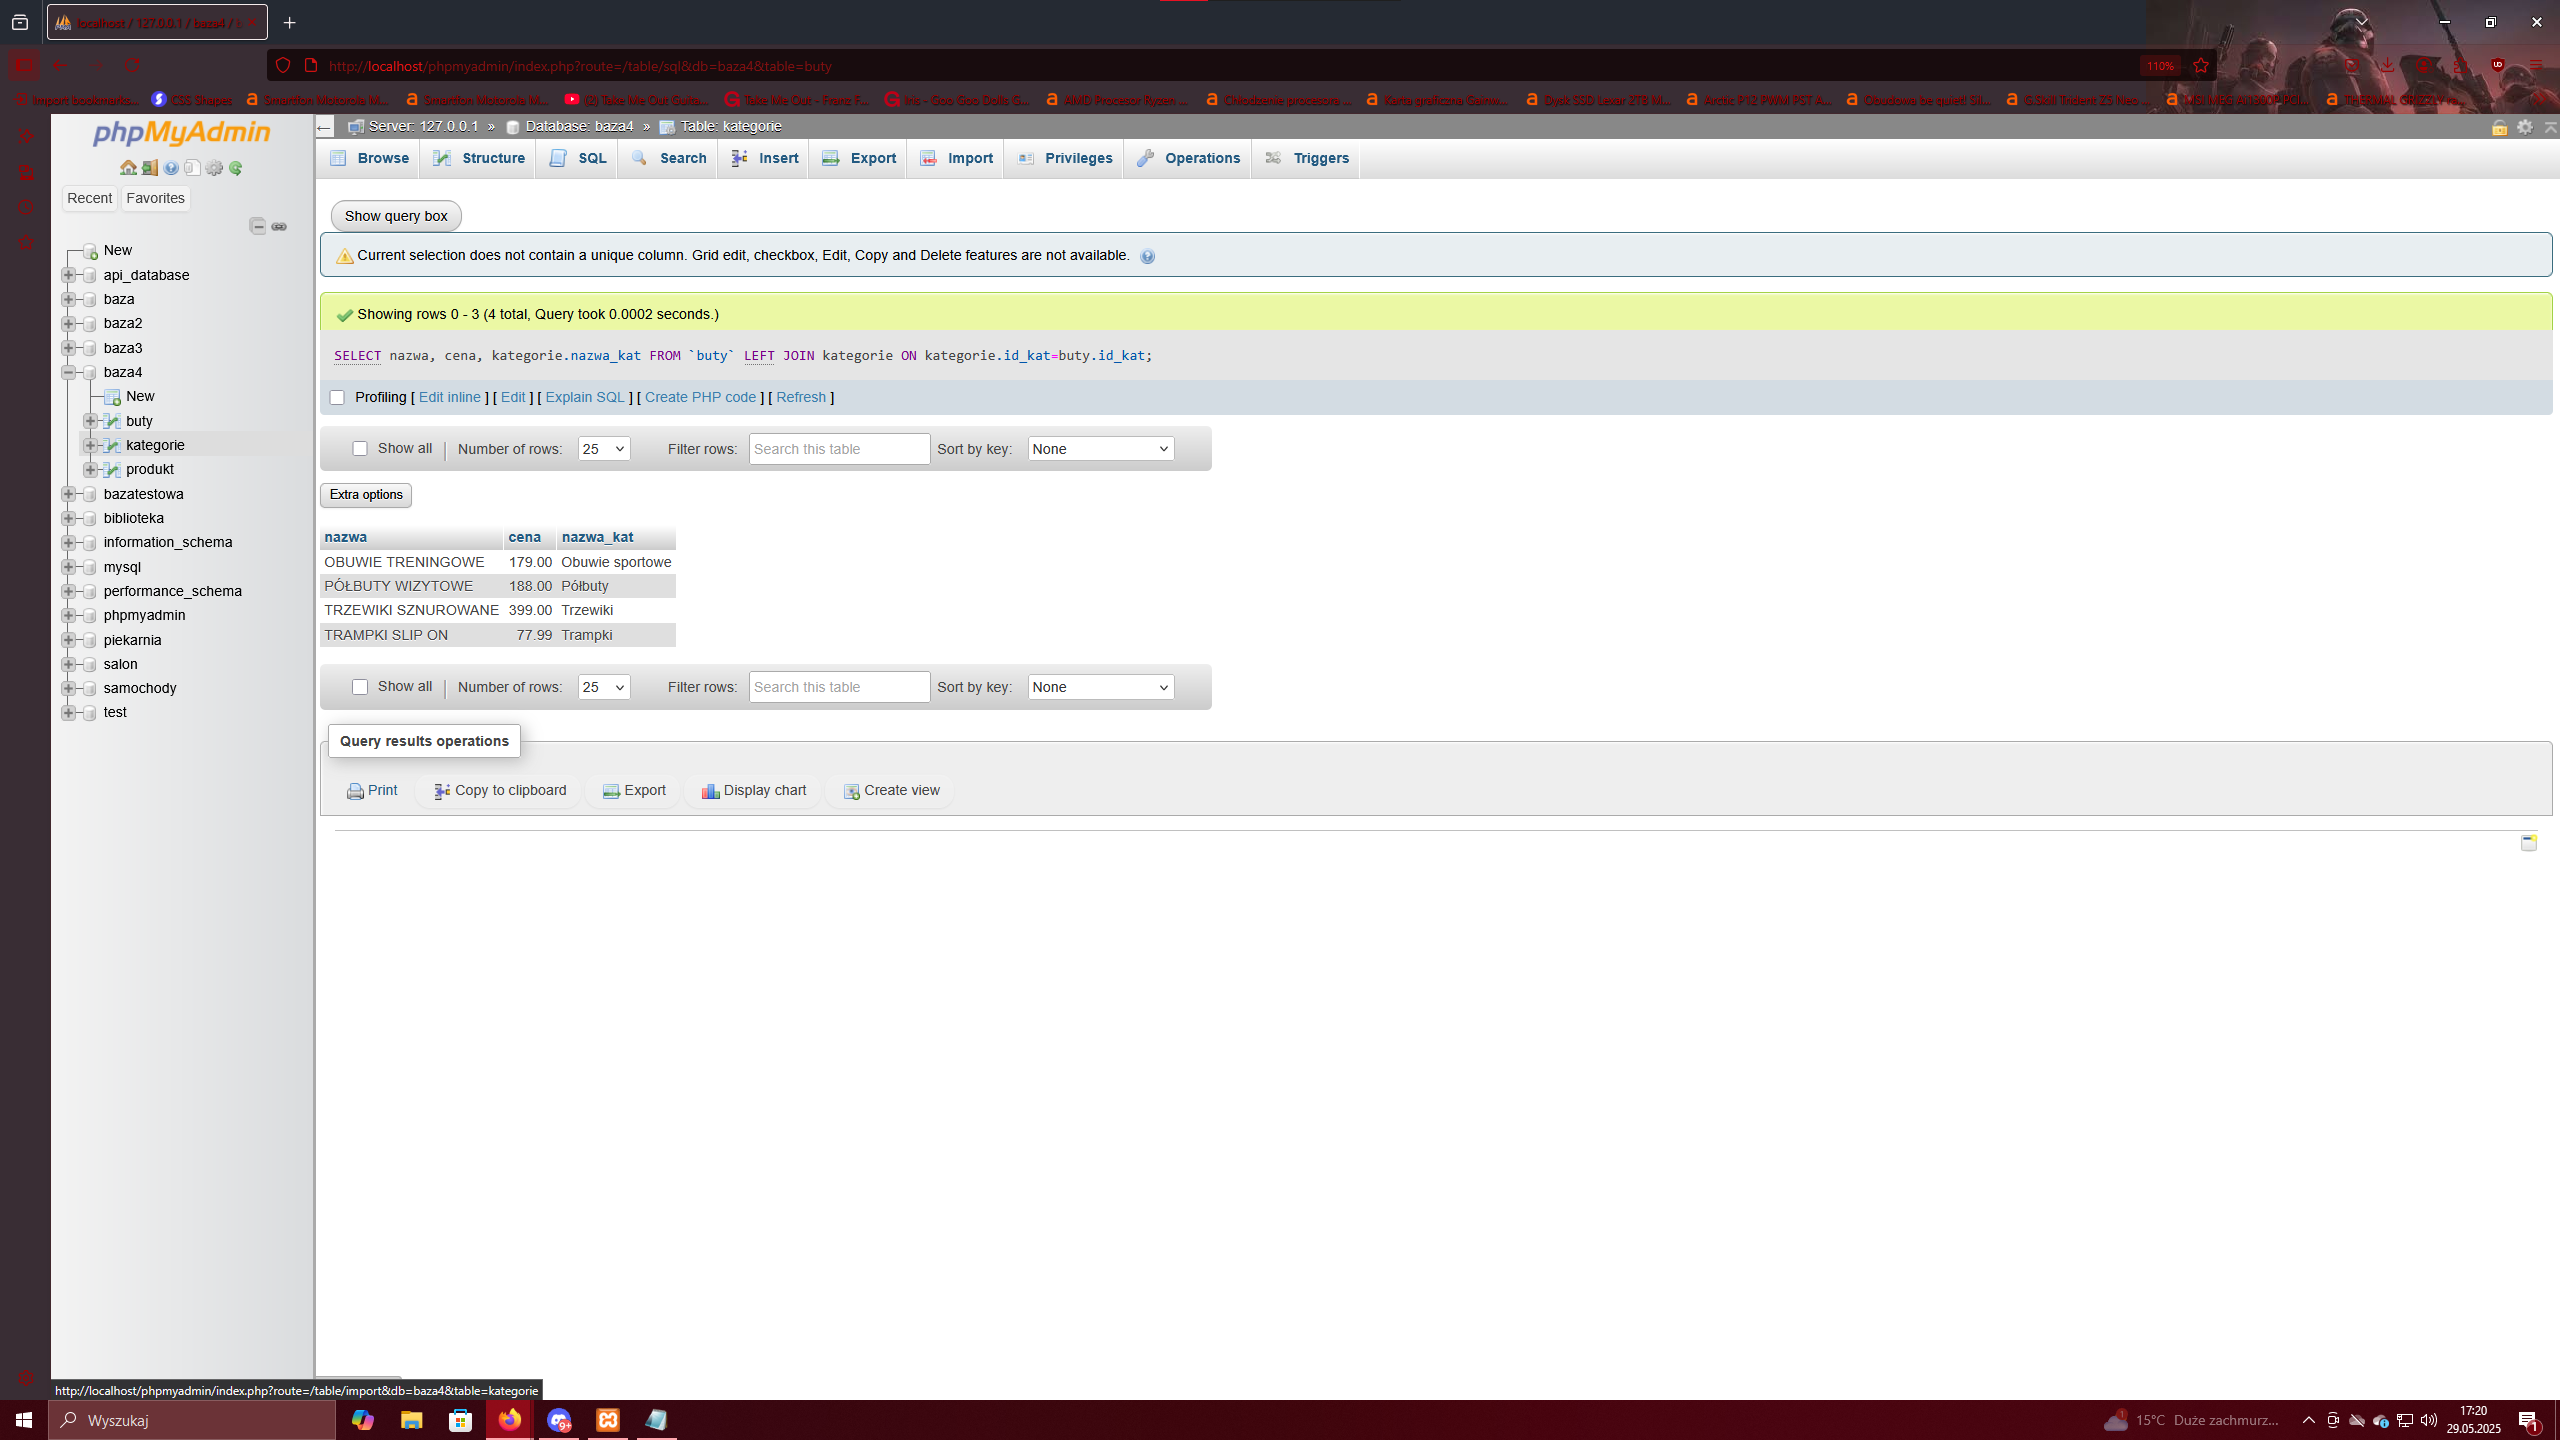 localhost / 127.0.0.1 / baza4 / b
http://localhost/phpmyadmin/index.php?route=/table/sql&db=baza4&table=buty
110%
Import bookmarks...
CSS Shapes
Smartfon Motorola M...
Smartfon Motorola M...
(2) Take Me Out Guita...
Take Me Out - Franz F...
Iris - Goo Goo Dolls G...
AMD Procesor Ryzen ...
Chłodzenie procesora ...
Karta graficzna Gainw...
Dysk SSD Lexar 2TB M...
Arctic P12 PWM PST A...
Obudowa be quiet! Sil...
G.Skill Trident Z5 Neo ...
MSI MEG Ai1300P PCI...
THERMAL GRIZZLY
phpMyAdmin
Recent
Favorites
New
api_database
baza
baza2
baza3
baza4
New
buty
kategorie
produkt
bazatestowa
biblioteka
information_schema
mysql
performance_schema
phpmyadmin
piekarnia
salon
samochody
test
Server: 127.0.0.1 » Database: baza4 » Table: kategorie
Browse
Structure
SQL
Search
Insert
Export
Import
Privileges
Operations
Triggers
Show query box
Current selection does not contain a unique column. Grid edit, checkbox, Edit, Copy and Delete features are not available.
Showing rows 0 - 3 (4 total, Query took 0.0002 seconds.)
SELECT nazwa, cena, kategorie.nazwa_kat FROM `buty` LEFT JOIN kategorie ON kategorie.id_kat=buty.id_kat;
Profiling [ Edit inline ] [ Edit ] [ Explain SQL ] [ Create PHP code ] [ Refresh ]
Show all | Number of rows: 25 Filter rows: Search this table Sort by key: None
Extra options
nazwa cena nazwa_kat
OBUWIE TRENINGOWE 179.00 Obuwie sportowe
PÓŁBUTY WIZYTOWE 188.00 Półbuty
TRZEWIKI SZNUROWANE 399.00 Trzewiki
TRAMPKI SLIP ON 77.99 Trampki
Show all | Number of rows: 25 Filter rows: Search this table Sort by key: None
Query results operations
Print
Copy to clipboard
Export
Display chart
Create view
http://localhost/phpmyadmin/index.php?route=/table/import&db=baza4&table=kategorie
Wyszukaj
9+
15°C Duże zachmurz...
17:20
29.05.2025
1